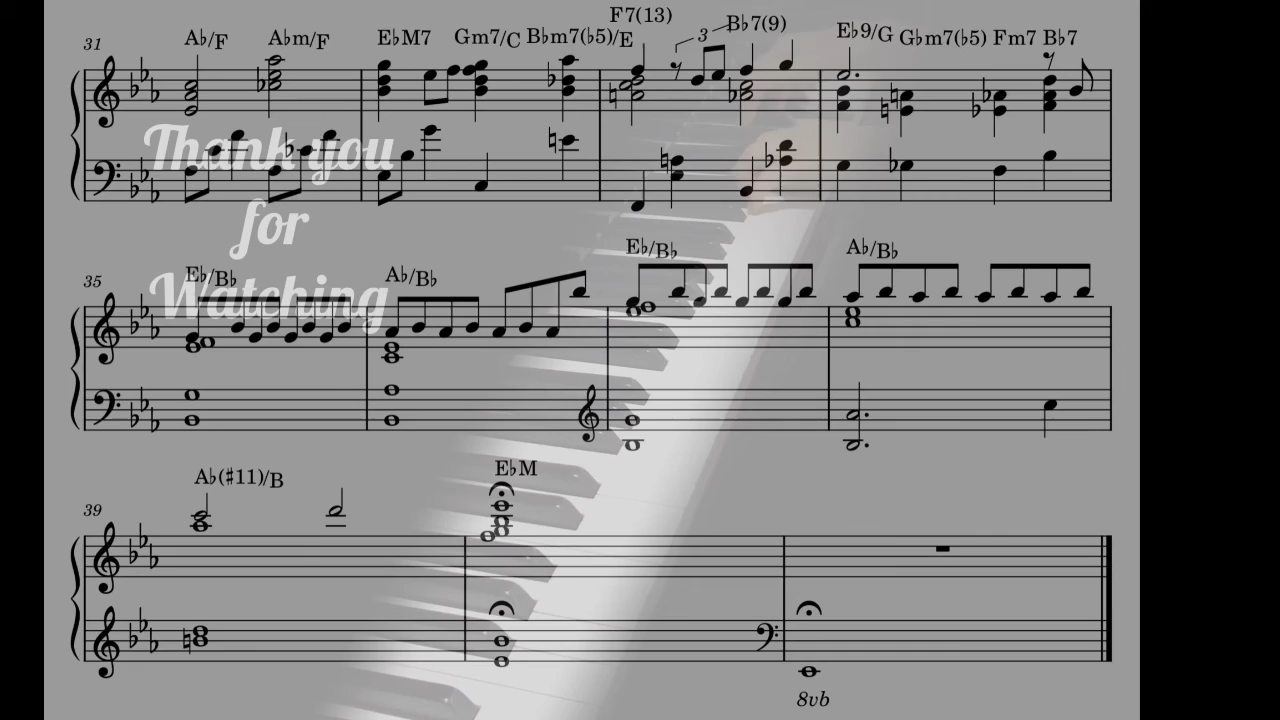 31 A♭/F A♭m/F E♭M7 Gm7/C B♭m7(♭5)/E F7(13) 3 B♭7(9) E♭9/G G♭m7(♭5) Fm7 B♭7
Thank you
for
Watching
35 E♭/B♭ A♭/B♭ E♭/B♭ A♭/B♭
39 A♭(♯11)/B E♭M
8vb